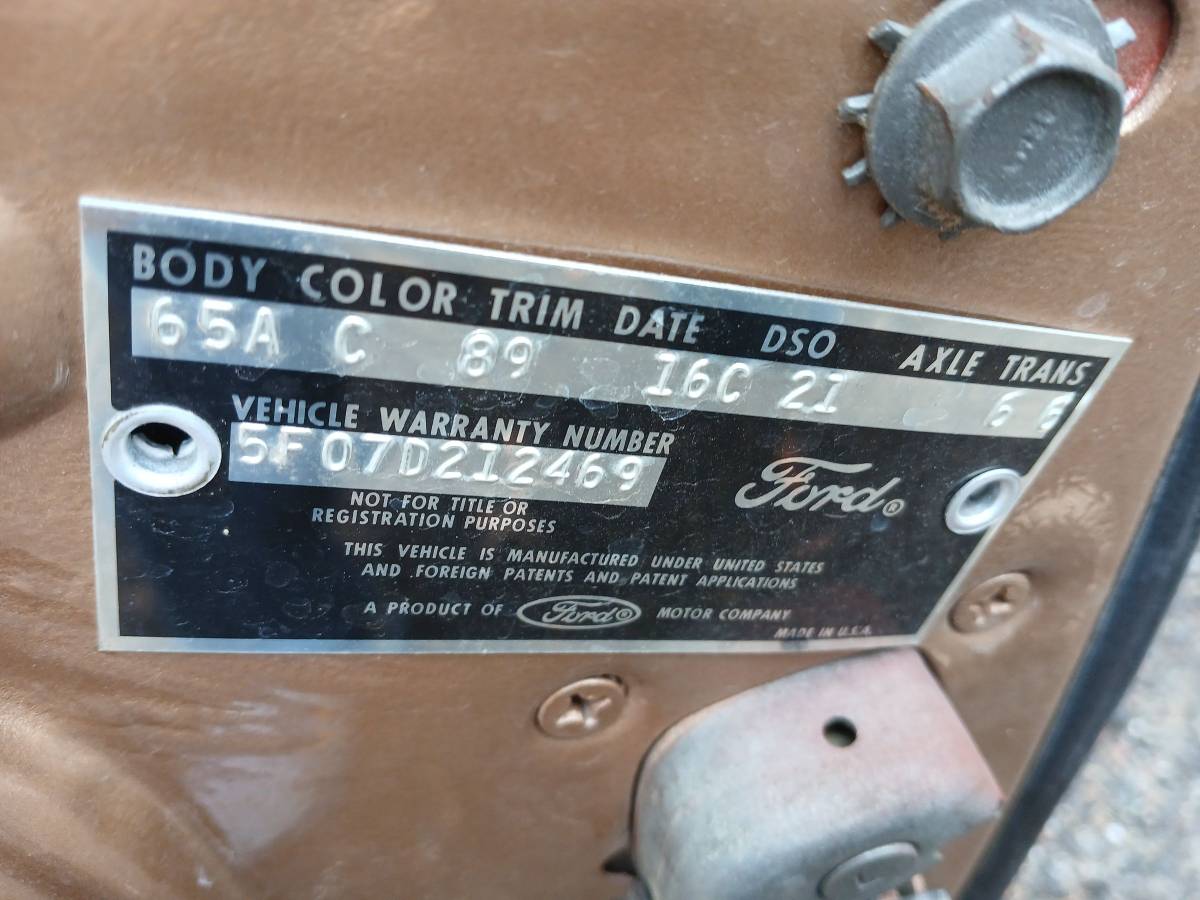 BODY COLOR TRIM DATE DSO AXLE TRANS
65A C 89 16C 21 6 6
VEHICLE WARRANTY NUMBER
5F07D212469
NOT FOR TITLE OR
REGISTRATION PURPOSES
Ford®
THIS VEHICLE IS MANUFACTURED UNDER UNITED STATES
AND FOREIGN PATENTS AND PATENT APPLICATIONS
A PRODUCT OF Ford® MOTOR COMPANY
MADE IN U.S.A.